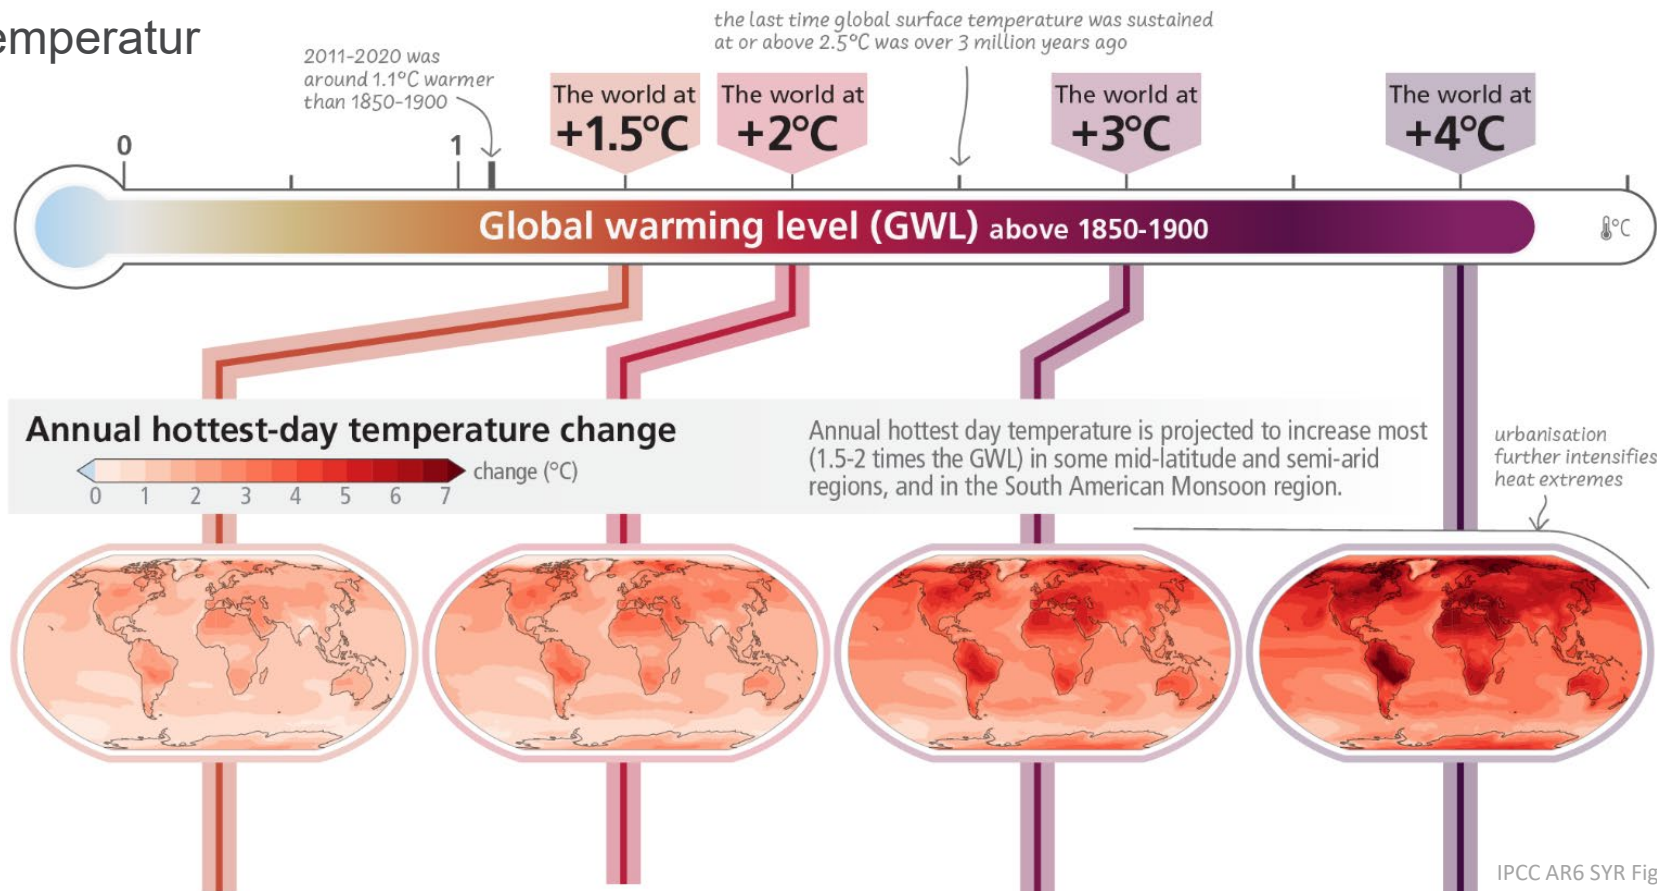 emperatur
the last time global surface temperature was sustained
at or above 2.5°C was over 3 million years ago
2011-2020 was
around 1.1°C warmer
than 1850-1900
The world at
+1.5°C
The world at
+2°C
The world at
+3°C
The world at
+4°C
0
1
Global warming level (GWL) above 1850-1900
°C
Annual hottest-day temperature change
change (°C)
0 1 2 3 4 5 6 7
Annual hottest day temperature is projected to increase most
(1.5-2 times the GWL) in some mid-latitude and semi-arid
regions, and in the South American Monsoon region.
urbanisation
further intensifies
heat extremes
IPCC AR6 SYR Fig